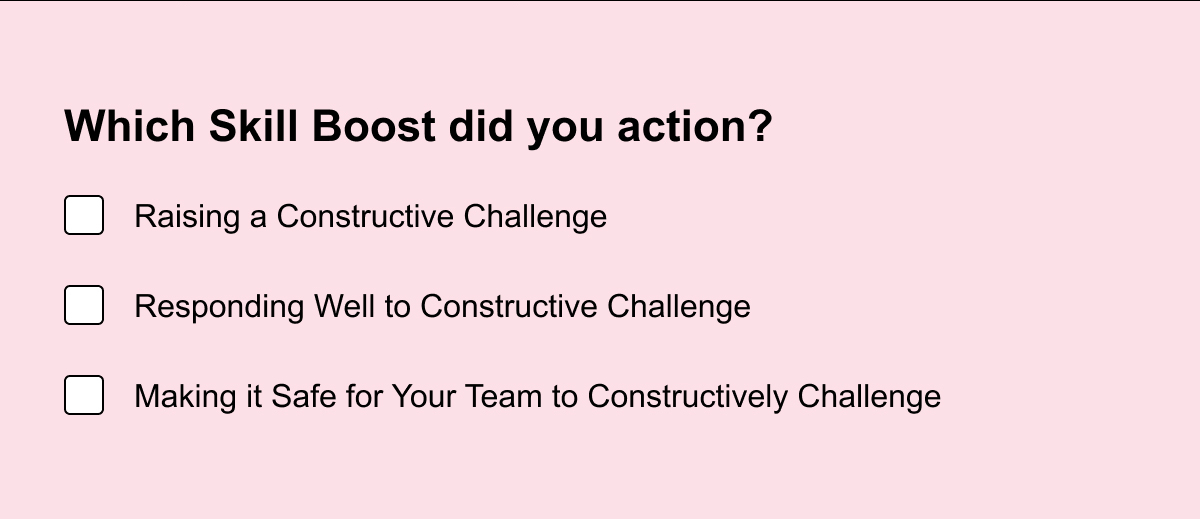 Which Skill Boost did you action?
Raising a Constructive Challenge
Responding Well to Constructive Challenge
Making it Safe for Your Team to Constructively Challenge